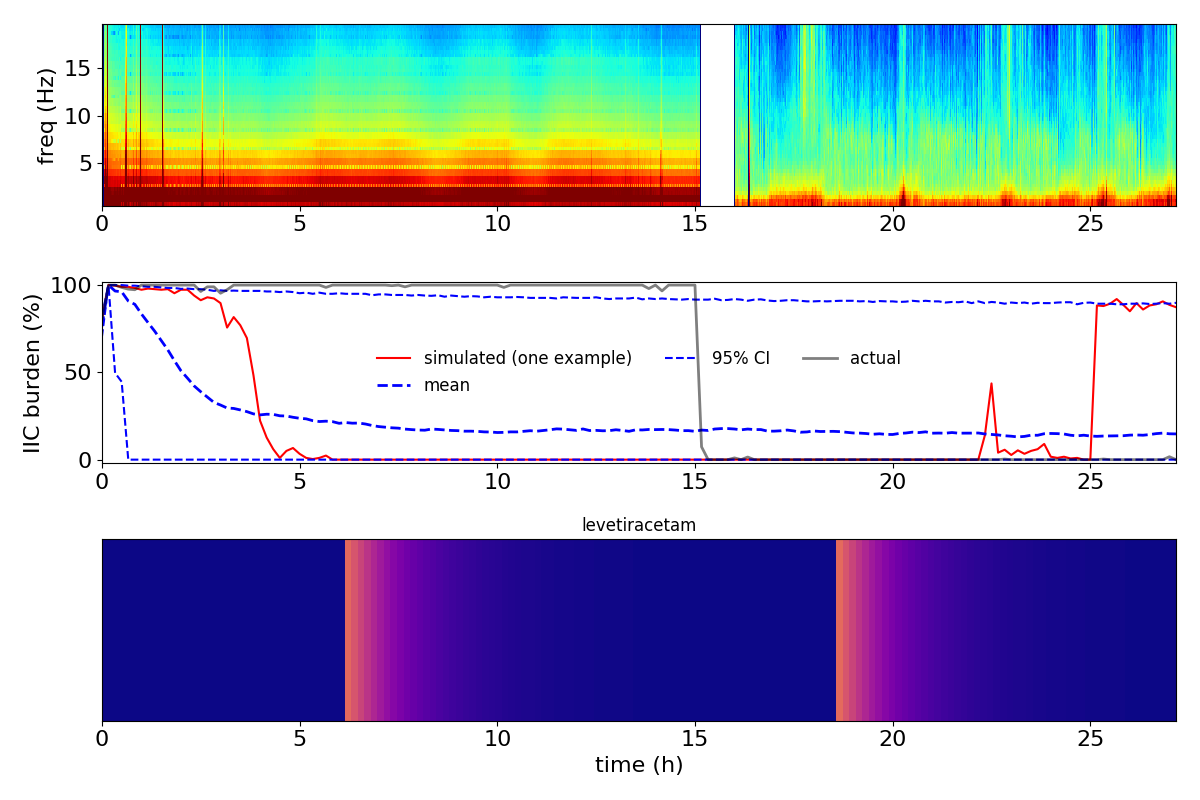 freq (Hz)
15
10
5
0 5 10 15 20 25
IIC burden (%)
100
50
0
simulated (one example) 95% CI actual
mean
0 5 10 15 20 25
levetiracetam
0 5 10 15 20 25
time (h)